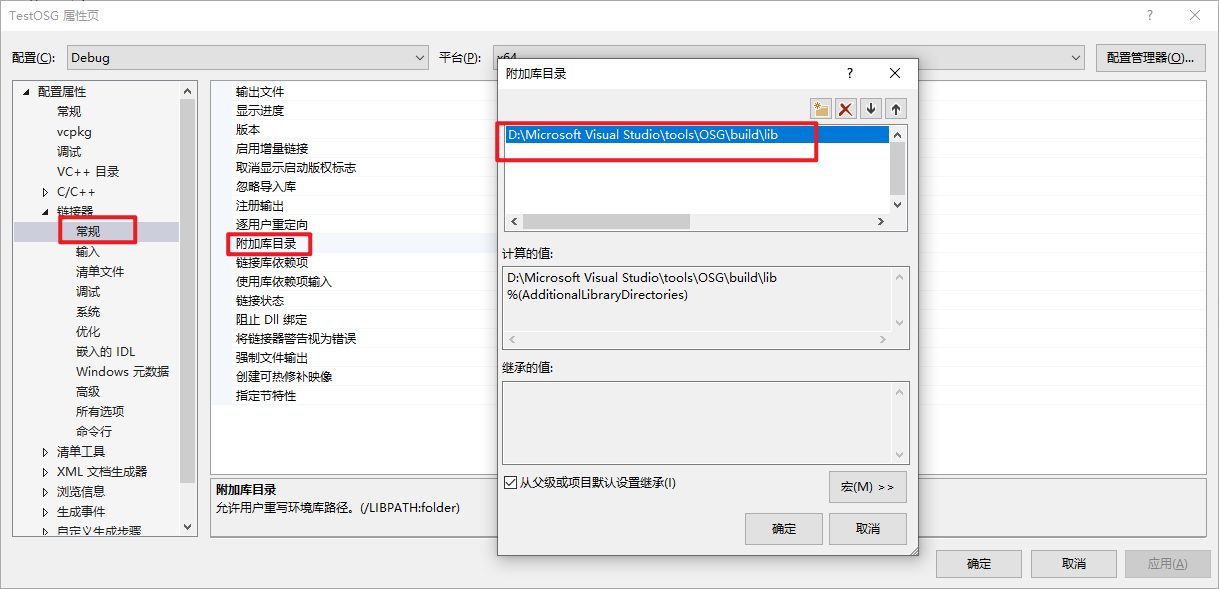 TestOSG 属性页
配置(C): Debug 平台(P): x64 配置管理器(O)...
配置属性
常规
vcpkg
调试
VC++ 目录
C/C++
链接器
常规
输入
清单文件
调试
系统
优化
嵌入的 IDL
Windows 元数据
高级
所有选项
命令行
清单工具
XML 文档生成器
浏览信息
生成事件
自定义生成步骤
输出文件
显示进度
版本
启用增量链接
取消显示启动版权标志
忽略导入库
注册输出
逐用户重定向
附加库目录
链接库依赖项
使用库依赖项输入
链接状态
阻止 Dll 绑定
将链接器警告视为错误
强制文件输出
创建可热修补映像
指定节特性
附加库目录
允许用户重写环境库路径。(/LIBPATH:folder)
附加库目录
D:\Microsoft Visual Studio\tools\OSG\build\lib
计算的值:
D:\Microsoft Visual Studio\tools\OSG\build\lib
%(AdditionalLibraryDirectories)
继承的值:
从父级或项目默认设置继承(I)
宏(M) >>
确定 取消
确定 取消 应用(A)